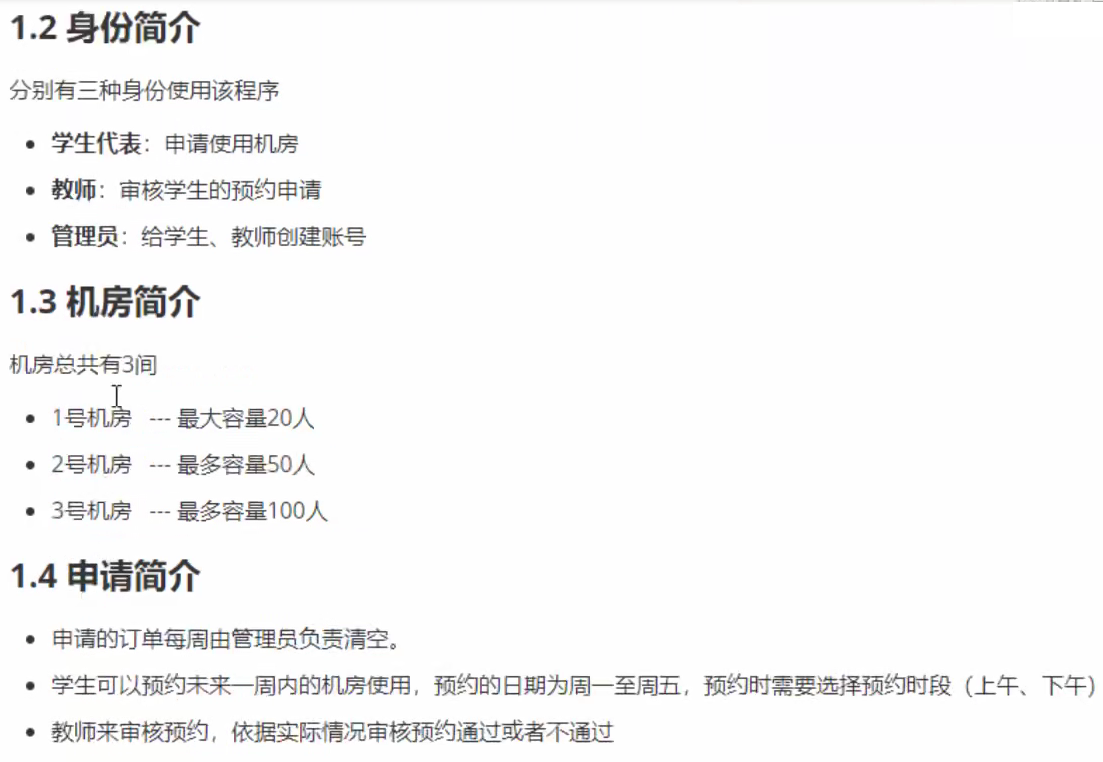 1.2 身份简介
分别有三种身份使用该程序
• 学生代表：申请使用机房
• 教师：审核学生的预约申请
• 管理员：给学生、教师创建账号
1.3 机房简介
机房总共有3间
• 1号机房 --- 最大容量20人
• 2号机房 --- 最多容量50人
• 3号机房 --- 最多容量100人
1.4 申请简介
• 申请的订单每周由管理员负责清空。
• 学生可以预约未来一周内的机房使用，预约的日期为周一至周五，预约时需要选择预约时段（上午、下午）
• 教师来审核预约，依据实际情况审核预约通过或者不通过